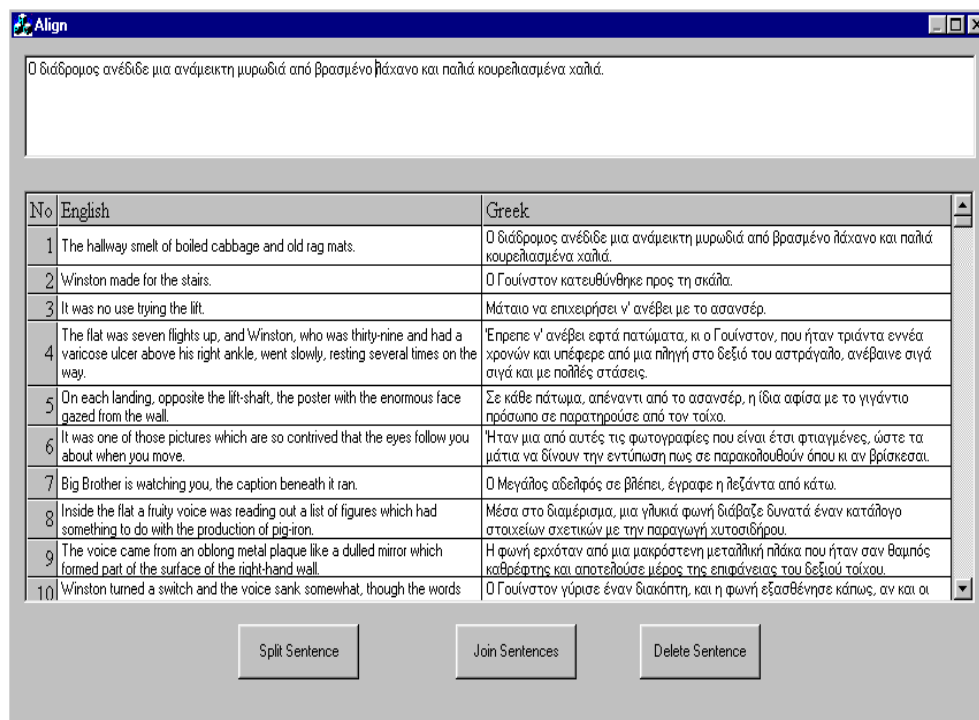 Align
Ο διάδρομος ανέδιδε μια ανάμεικτη μυρωδιά από βρασμένο λάχανο και παλιά κουρελιασμένα χαλιά.
No English Greek
1 The hallway smelt of boiled cabbage and old rag mats. Ο διάδρομος ανέδιδε μια ανάμεικτη μυρωδιά από βρασμένο λάχανο και παλιά
κουρελιασμένα χαλιά.
2 Winston made for the stairs. Ο Γουίνστον κατευθύνθηκε προς τη σκάλα.
3 It was no use trying the lift. Μάταιο να επιχειρήσει ν' ανέβει με το ασανσέρ.
4 The flat was seven flights up, and Winston, who was thirty-nine and had a
varicose ulcer above his right ankle, went slowly, resting several times on the
way.
Έπρεπε ν' ανέβει εφτά πατώματα, κι ο Γουίνστον, που ήταν τριάντα εννέα
χρονών και υπέφερε από μια πληγή στο δεξιό του αστράγαλο, ανέβαινε σιγά
σιγά και με πολλές στάσεις.
5 On each landing, opposite the lift-shaft, the poster with the enormous face
gazed from the wall.
Σε κάθε πάτωμα, απέναντι από το ασανσέρ, η ίδια αφίσα με το γιγάντιο
πρόσωπο σε παρατηρούσε από τον τοίχο.
6 It was one of those pictures which are so contrived that the eyes follow you
about when you move.
Ήταν μια από αυτές τις φωτογραφίες που είναι έτσι φτιαγμένες, ώστε τα
μάτια να δίνουν την εντύπωση πως σε παρακολουθούν όπου κι αν βρίσκεσαι.
7 Big Brother is watching you, the caption beneath it ran. Ο Μεγάλος αδελφός σε βλέπει, έγραφε η λεζάντα από κάτω.
8 Inside the flat a fruity voice was reading out a list of figures which had
something to do with the production of pig-iron.
Μέσα στο διαμέρισμα, μια γλυκιά φωνή διάβαζε δυνατά έναν κατάλογο
στοιχείων σχετικών με την παραγωγή χυτοσιδήρου.
9 The voice came from an oblong metal plaque like a dulled mirror which
formed part of the surface of the right-hand wall.
Η φωνή ερχόταν από μια μακρόστενη μεταλλική πλάκα που ήταν σαν θαμπός
καθρέφτης και αποτελούσε μέρος της επιφάνειας του δεξιού τοίχου.
10 Winston turned a switch and the voice sank somewhat, though the words Ο Γουίνστον γύρισε έναν διακόπτη, και η φωνή εξασθένησε κάπως, αν και οι
Split Sentence Join Sentences Delete Sentence